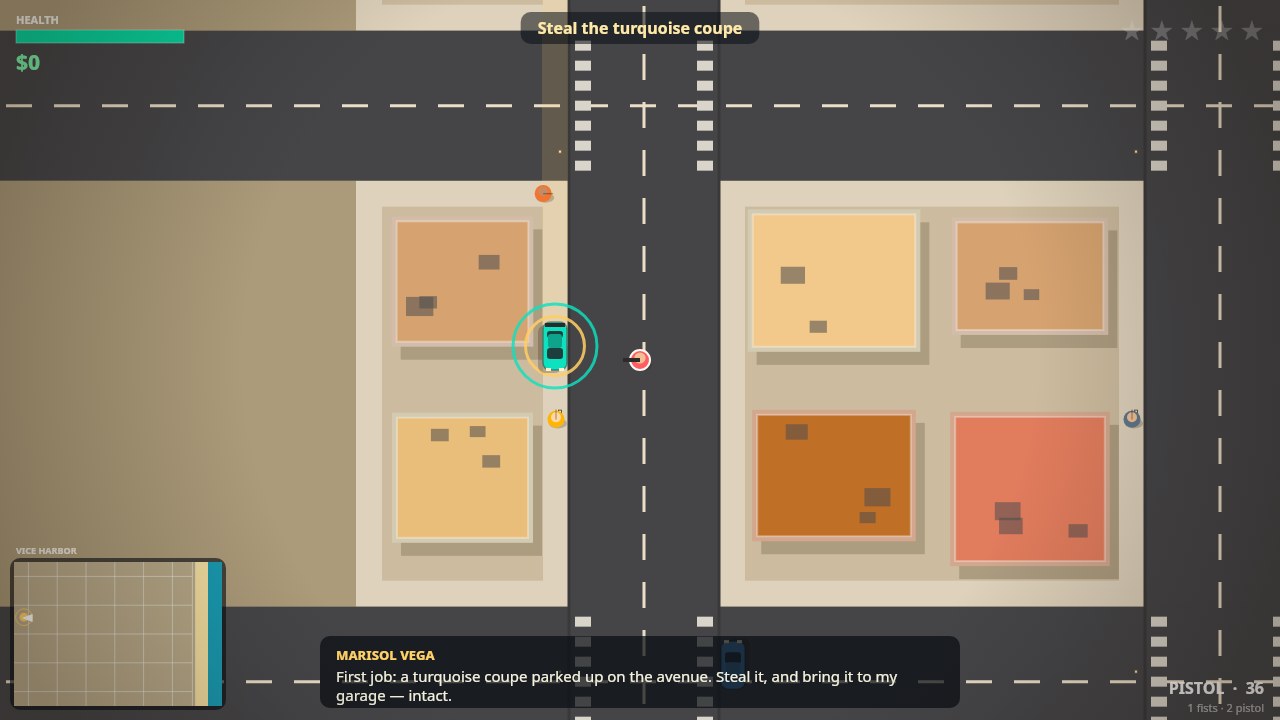 HEALTH
$0
Steal the turquoise coupe
VICE HARBOR
MARISOL VEGA
First job: a turquoise coupe parked up on the avenue. Steal it, and bring it to my
garage — intact.
PISTOL · 36
1 fists · 2 pistol